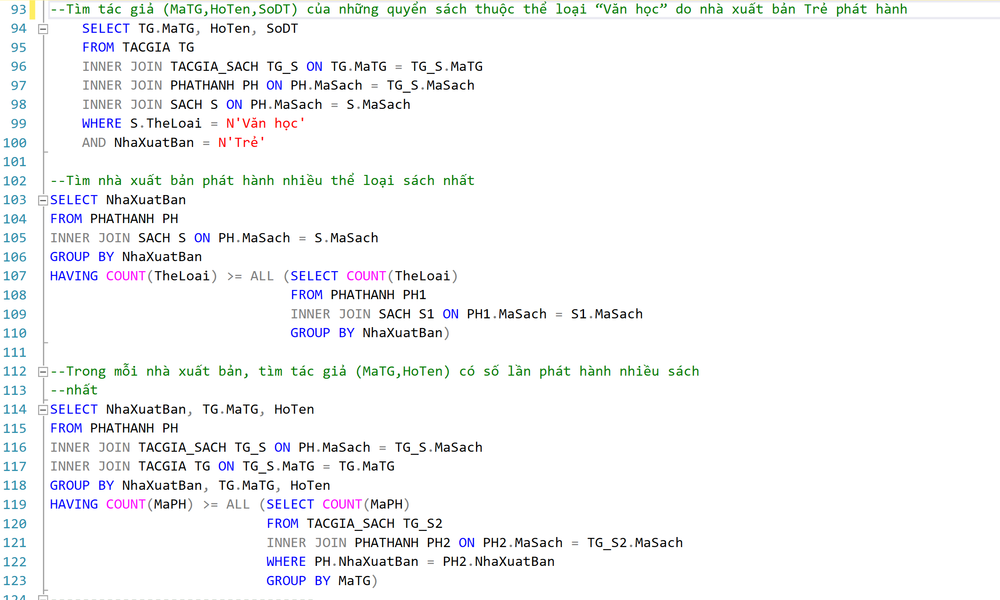 93 --Tìm tác giả (MaTG,HoTen,SoDT) của những quyển sách thuộc thể loại “Văn học” do nhà xuất bản Trẻ phát hành
94 SELECT TG.MaTG, HoTen, SoDT
95 FROM TACGIA TG
96 INNER JOIN TACGIA_SACH TG_S ON TG.MaTG = TG_S.MaTG
97 INNER JOIN PHATHANH PH ON PH.MaSach = TG_S.MaSach
98 INNER JOIN SACH S ON PH.MaSach = S.MaSach
99 WHERE S.TheLoai = N'Văn học'
100 AND NhaXuatBan = N'Trẻ'
101
102 --Tìm nhà xuất bản phát hành nhiều thể loại sách nhất
103 SELECT NhaXuatBan
104 FROM PHATHANH PH
105 INNER JOIN SACH S ON PH.MaSach = S.MaSach
106 GROUP BY NhaXuatBan
107 HAVING COUNT(TheLoai) >= ALL (SELECT COUNT(TheLoai)
108 FROM PHATHANH PH1
109 INNER JOIN SACH S1 ON PH1.MaSach = S1.MaSach
110 GROUP BY NhaXuatBan)
111
112 --Trong mỗi nhà xuất bản, tìm tác giả (MaTG,HoTen) có số lần phát hành nhiều sách
113 --nhất
114 SELECT NhaXuatBan, TG.MaTG, HoTen
115 FROM PHATHANH PH
116 INNER JOIN TACGIA_SACH TG_S ON PH.MaSach = TG_S.MaSach
117 INNER JOIN TACGIA TG ON TG_S.MaTG = TG.MaTG
118 GROUP BY NhaXuatBan, TG.MaTG, HoTen
119 HAVING COUNT(MaPH) >= ALL (SELECT COUNT(MaPH)
120 FROM TACGIA_SACH TG_S2
121 INNER JOIN PHATHANH PH2 ON PH2.MaSach = TG_S2.MaSach
122 WHERE PH.NhaXuatBan = PH2.NhaXuatBan
123 GROUP BY MaTG)
124 ---------------------------------